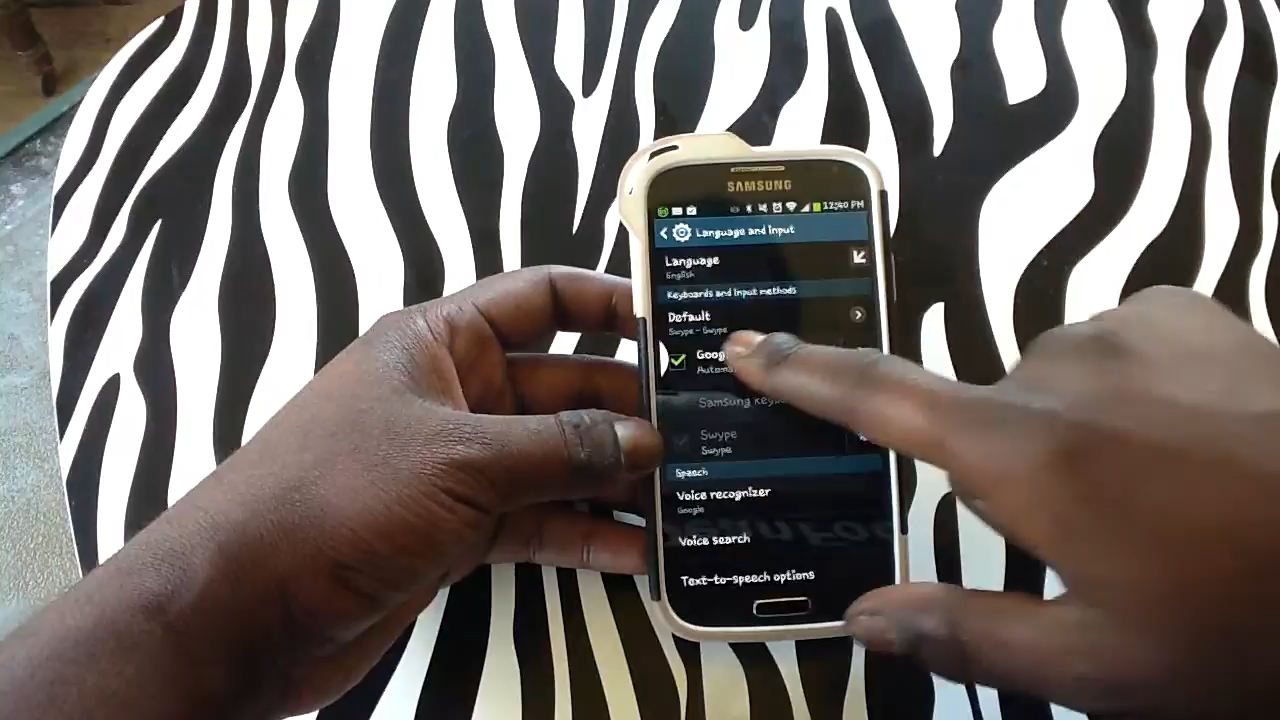 SAMSUNG
12:40 PM
Language and input
Language
English
Keyboards and input methods
Default
Swype - Swype
Samsung
Swype
Swype
Speech
Voice recognizer
Google
Voice search
Text-to-speech options